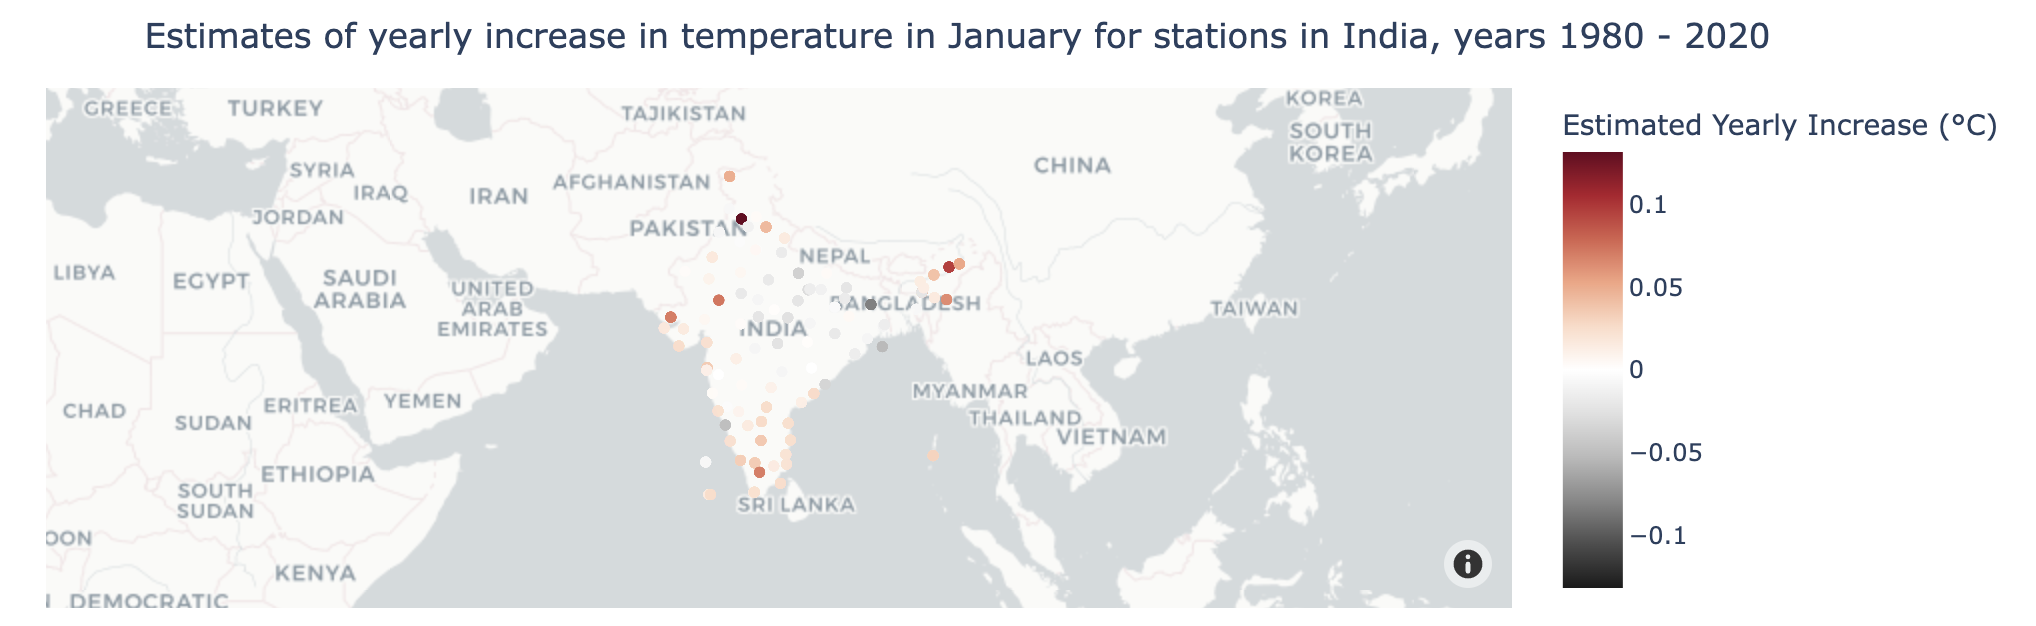 Estimates of yearly increase in temperature in January for stations in India, years 1980 - 2020
GREECE
TURKEY
TAJIKISTAN
KOREA
SOUTH
KOREA
SYRIA
IRAQ
IRAN
AFGHANISTAN
CHINA
JORDAN
PAKISTAN
NEPAL
LIBYA
EGYPT
SAUDI
ARABIA
UNITED
ARAB
EMIRATES
BANGLADESH
TAIWAN
INDIA
LAOS
MYANMAR
CHAD
SUDAN
ERITREA
YEMEN
THAILAND
VIETNAM
ETHIOPIA
SOUTH
SUDAN
SRI LANKA
OON
KENYA
DEMOCRATIC
Estimated Yearly Increase (°C)
0.1
0.05
0
−0.05
−0.1